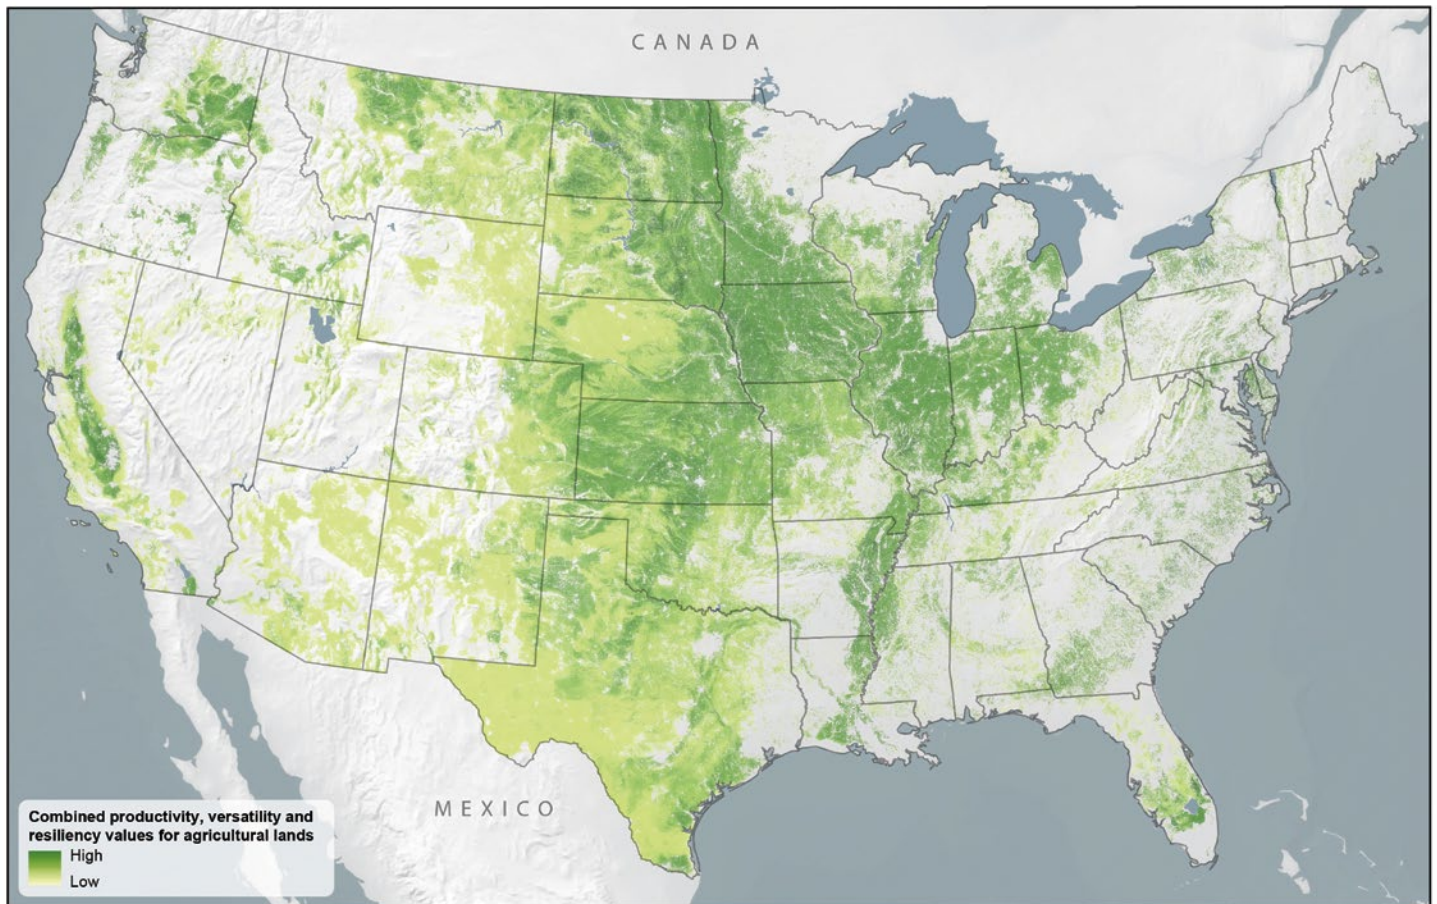 CANADA
MEXICO
Combined productivity, versatility and
resiliency values for agricultural lands
High
Low